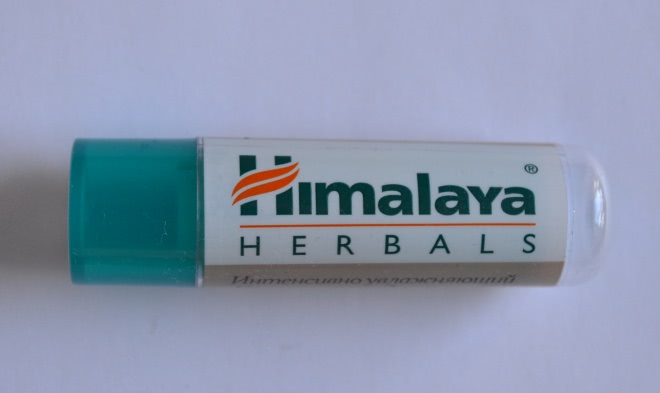 Himalaya®
HERBALS
Интенсивно увлажняющий